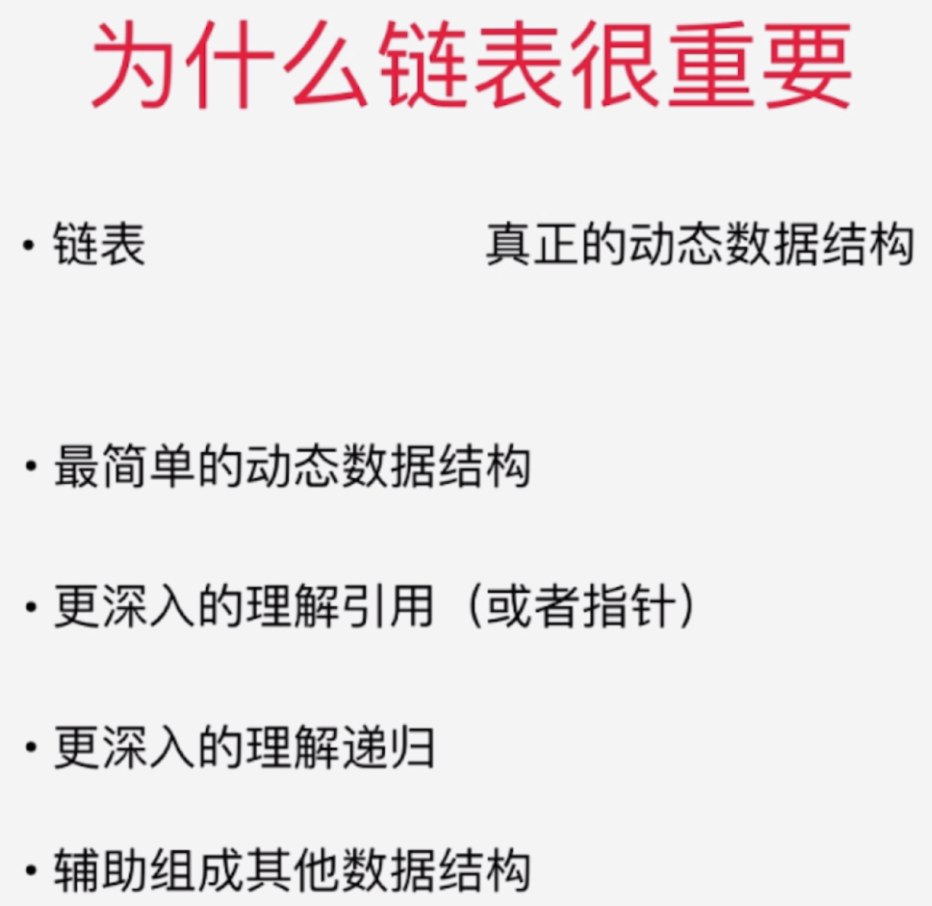 为什么链表很重要
• 链表 真正的动态数据结构
• 最简单的动态数据结构
• 更深入的理解引用（或者指针）
• 更深入的理解递归
• 辅助组成其他数据结构